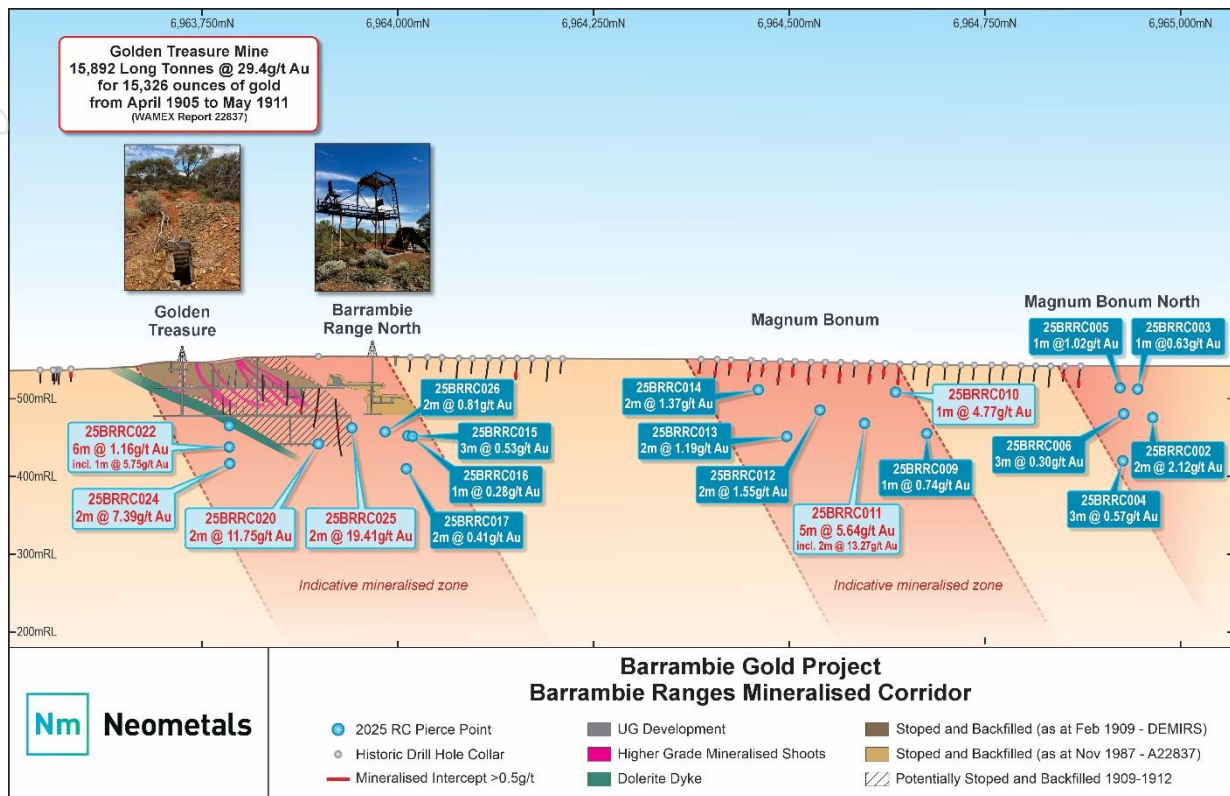 6,963,750mN
6,964,000mN
6,964,250mN
6,964,500mN
6,964,750mN
6,965,000mN
Golden Treasure Mine
15,892 Long Tonnes @ 29.4g/t Au
for 15,326 ounces of gold
from April 1905 to May 1911
(WAMEX Report 22837)
Golden
Treasure
Barrambie
Range North
Magnum Bonum
Magnum Bonum North
25BRRC005
1m @1.02g/t Au
25BRRC003
1m @0.63g/t Au
500mRL
400mRL
300mRL
200mRL
25BRRC026
2m @ 0.81g/t Au
25BRRC014
2m @ 1.37g/t Au
25BRRC010
1m @ 4.77g/t Au
25BRRC022
6m @ 1.16g/t Au
incl. 1m @ 5.75g/t Au
25BRRC015
3m @ 0.53g/t Au
25BRRC013
2m @ 1.19g/t Au
25BRRC006
3m @ 0.30g/t Au
25BRRC002
2m @ 2.12g/t Au
25BRRC016
1m @ 0.28g/t Au
25BRRC012
2m @ 1.55g/t Au
25BRRC009
1m @ 0.74g/t Au
25BRRC024
2m @ 7.39g/t Au
25BRRC004
3m @ 0.57g/t Au
25BRRC020
2m @ 11.75g/t Au
25BRRC025
2m @ 19.41g/t Au
25BRRC017
2m @ 0.41g/t Au
25BRRC011
5m @ 5.64g/t Au
incl. 2m @ 13.27g/t Au
Indicative mineralised zone
Indicative mineralised zone
Nm
Neometals
Barrambie Gold Project
Barrambie Ranges Mineralised Corridor
2025 RC Pierce Point
Historic Drill Hole Collar
Mineralised Intercept >0.5g/t
UG Development
Higher Grade Mineralised Shoots
Dolerite Dyke
Stoped and Backfilled (as at Feb 1909 - DEMIRS)
Stoped and Backfilled (as at Nov 1987 - A22837)
Potentially Stoped and Backfilled 1909-1912